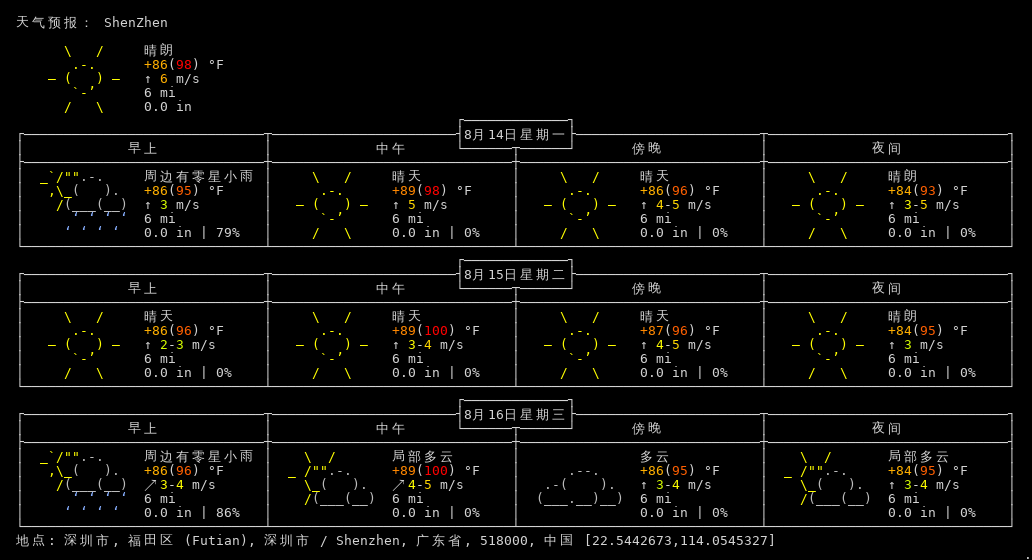 天气预报: ShenZhen
晴朗
+86(98) °F
↑ 6 m/s
6 mi
0.0 in
8月14日星期一
早上 中午 傍晚 夜间
周边有零星小雨 晴天 晴天 晴朗
+86(95) °F +89(98) °F +86(96) °F +84(93) °F
↑ 3 m/s ↑ 5 m/s ↑ 4-5 m/s ↑ 3-5 m/s
6 mi 6 mi 6 mi 6 mi
0.0 in | 79% 0.0 in | 0% 0.0 in | 0% 0.0 in | 0%
8月15日星期二
早上 中午 傍晚 夜间
晴天 晴天 晴天 晴朗
+86(96) °F +89(100) °F +87(96) °F +84(95) °F
↑ 2-3 m/s ↑ 3-4 m/s ↑ 4-5 m/s ↑ 3 m/s
6 mi 6 mi 6 mi 6 mi
0.0 in | 0% 0.0 in | 0% 0.0 in | 0% 0.0 in | 0%
8月16日星期三
早上 中午 傍晚 夜间
周边有零星小雨 局部多云 多云 局部多云
+86(96) °F +89(100) °F +86(95) °F +84(95) °F
↗ 3-4 m/s ↗ 4-5 m/s ↑ 3-4 m/s ↑ 3-4 m/s
6 mi 6 mi 6 mi 6 mi
0.0 in | 86% 0.0 in | 0% 0.0 in | 0% 0.0 in | 0%
地点: 深圳市, 福田区 (Futian), 深圳市 / Shenzhen, 广东省, 518000, 中国 [22.5442673,114.0545327]